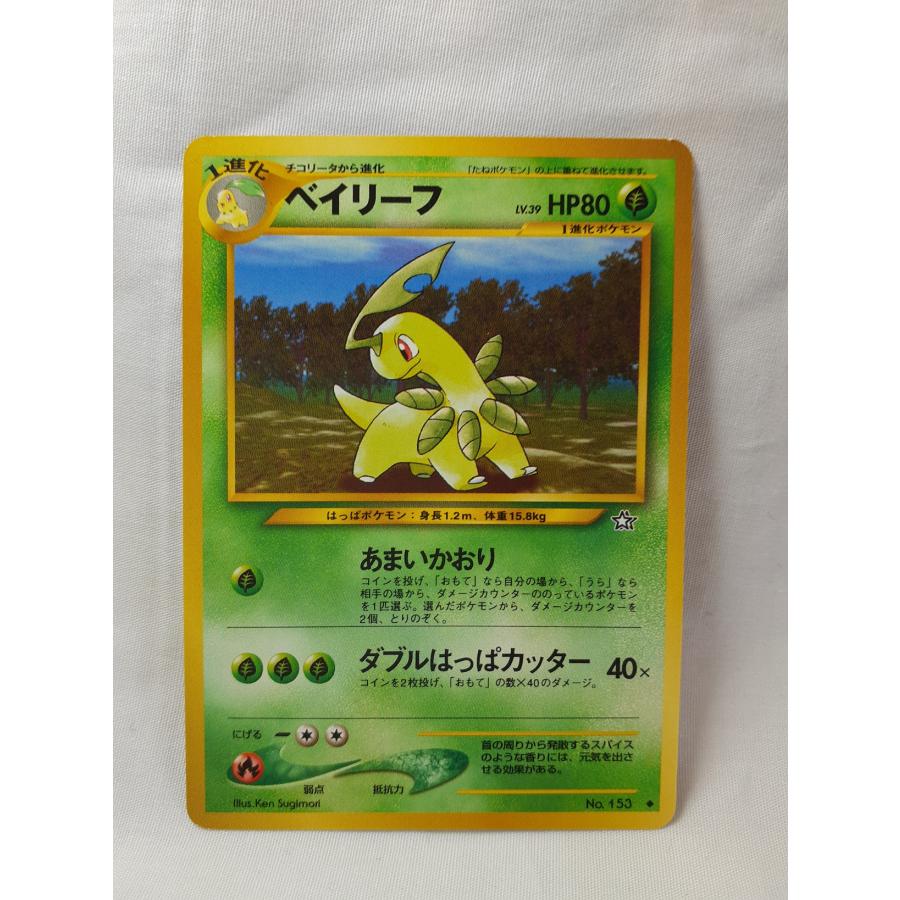 1進化
チコリータから進化
「たねポケモン」の上に重ねて進化させます。
ベイリーフ
LV.39 HP80
1進化ポケモン
はっぱポケモン：身長1.2m、体重15.8kg
あまいかおり
コインを投げ、「おもて」なら自分の場から、「うら」なら
相手の場から、ダメージカウンターののっているポケモン
を1匹選ぶ。選んだポケモンから、ダメージカウンターを
2個、とりのぞく。
ダブルはっぱカッター 40×
コインを2枚投げ、「おもて」の数×40のダメージ。
にげる
首の周りから発散するスパイス
のような香りには、元気を出さ
せる効果がある。
弱点 抵抗力
Illus.Ken Sugimori
No. 153